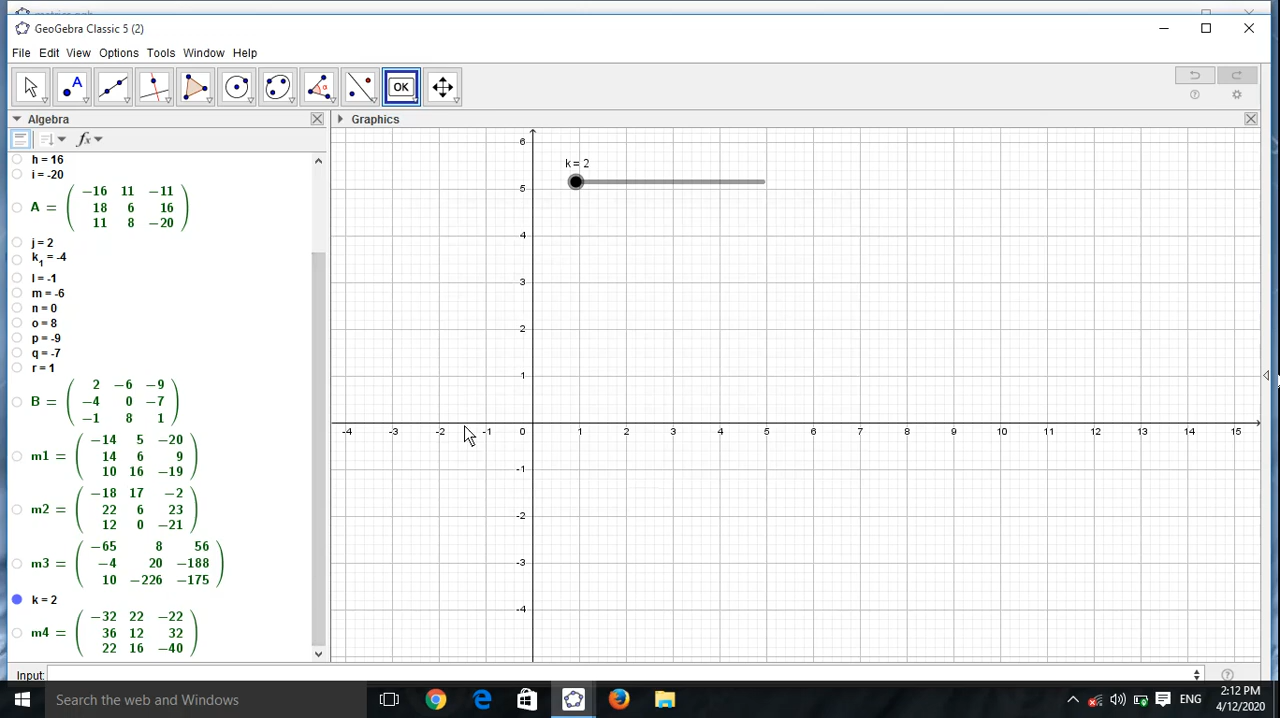 GeoGebra Classic 5 (2)
File Edit View Options Tools Window Help
A α OK
Algebra
Graphics
fx
h = 16
i = -20
A = ( −16 11 −11
18 6 16
11 8 −20 )
j = 2
k₁ = -4
l = -1
m = -6
n = 0
o = 8
p = -9
q = -7
r = 1
B = ( 2 −6 −9
−4 0 −7
−1 8 1 )
m1 = ( −14 5 −20
14 6 9
10 16 −19 )
m2 = ( −18 17 −2
22 6 23
12 0 −21 )
m3 = ( −65 8 56
−4 20 −188
10 −226 −175 )
k = 2
m4 = ( −32 22 −22
36 12 32
22 16 −40 )
k = 2
6
5
4
3
2
1
-4 -3 -2 -1 0 1 2 3 4 5 6 7 8 9 10 11 12 13 14 15
-1
-2
-3
-4
Input:
Search the web and Windows
ENG
2:12 PM
4/12/2020